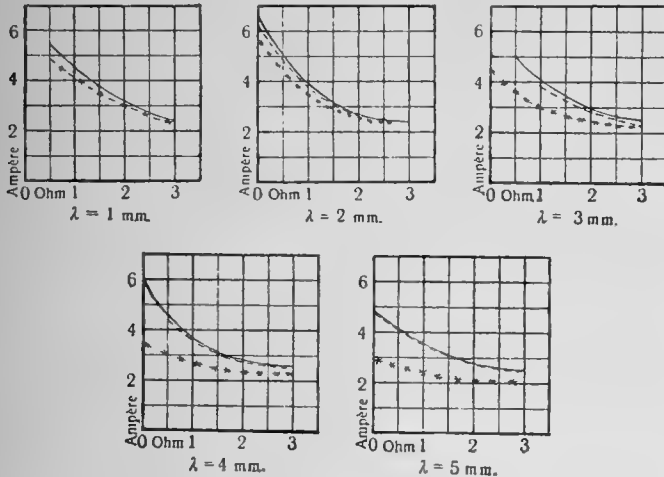 6
4
2
Ampère
0 Ohm 1 2 3
λ = 1 mm.
6
4
2
Ampère
0 Ohm 1 2 3
λ = 2 mm.
6
4
2
Ampère
0 Ohm 1 2 3
λ = 3 mm.
6
4
2
Ampère
0 Ohm 1 2 3
λ = 4 mm.
6
4
2
Ampère
0 Ohm 1 2 3
λ = 5 mm.